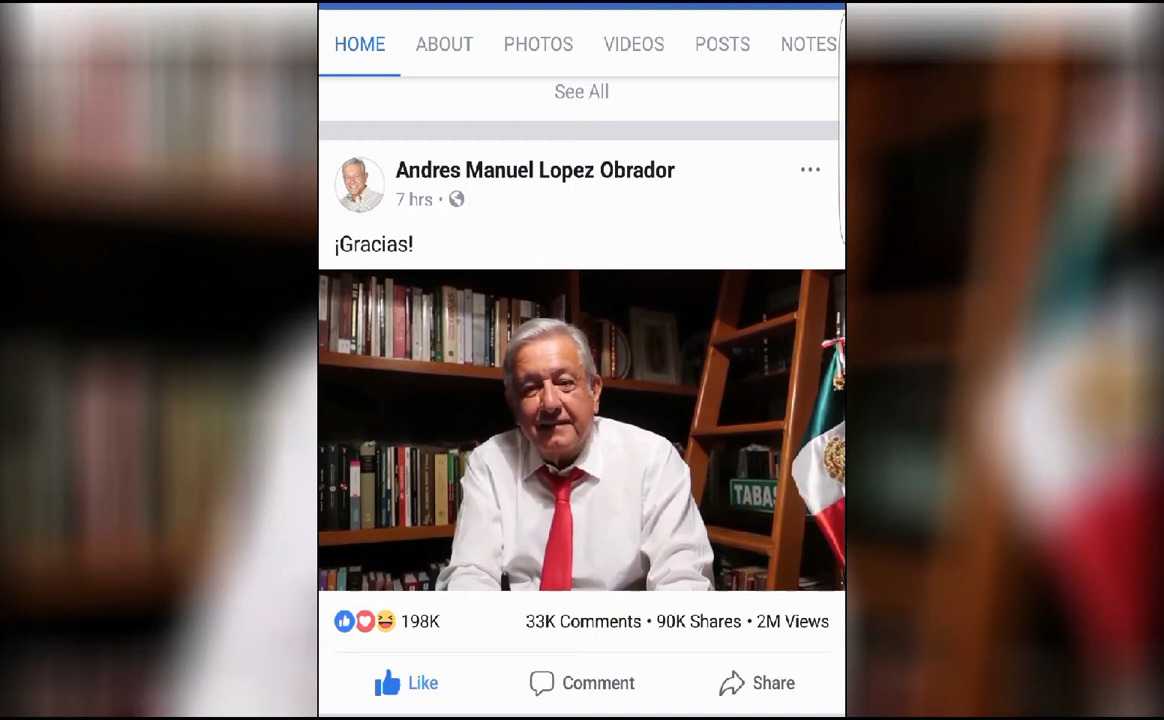 HOME ABOUT PHOTOS VIDEOS POSTS NOTES
See All
Andres Manuel Lopez Obrador
7 hrs
¡Gracias!
TABAS
198K 33K Comments • 90K Shares • 2M Views
Like Comment Share